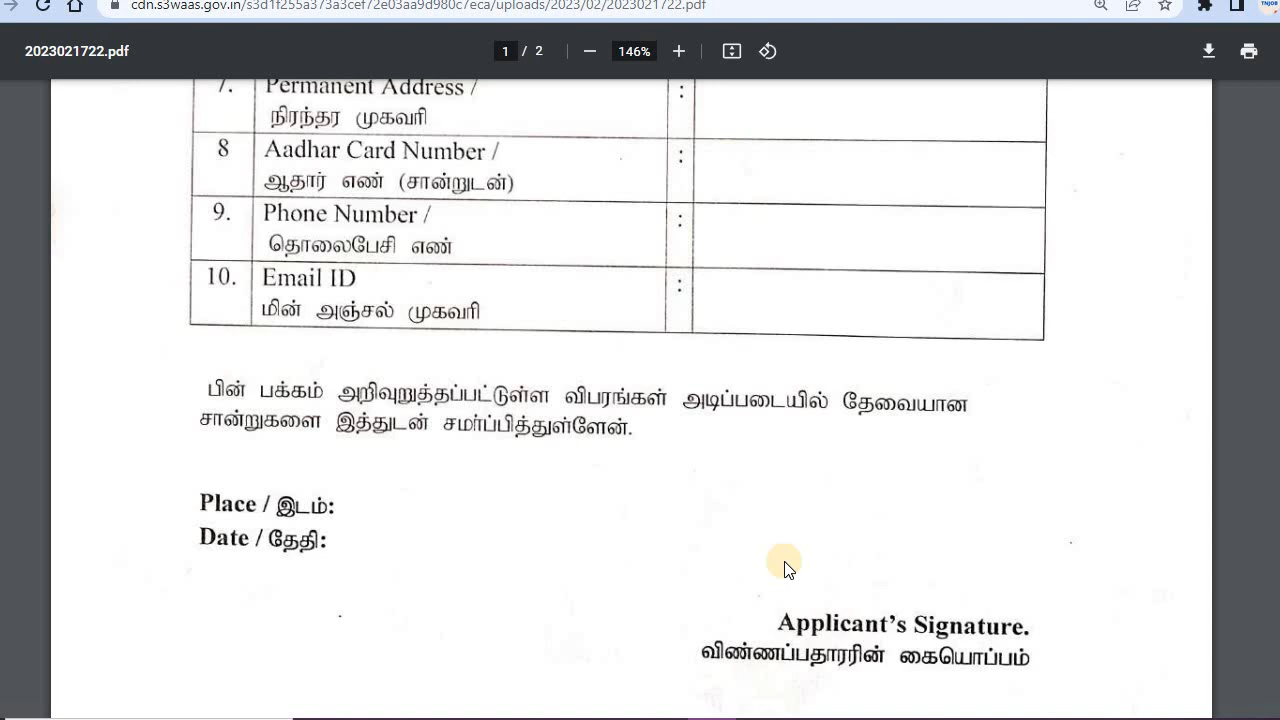 cdn.s3waas.gov.in/s3d1f255a373a3cef72e03aa9d980c7eca/uploads/2023/02/2023021722.pdf
TNJOB
2023021722.pdf
1 / 2
146%
7. Permanent Address / :
நிரந்தர முகவரி
8 Aadhar Card Number / :
ஆதார் எண் (சான்றுடன்)
9. Phone Number / :
தொலைபேசி எண்
10. Email ID :
மின் அஞ்சல் முகவரி
பின் பக்கம் அறிவுறுத்தப்பட்டுள்ள விபரங்கள் அடிப்படையில் தேவையான
சான்றுகளை இத்துடன் சமர்ப்பித்துள்ளேன்.
Place / இடம்:
Date / தேதி:
Applicant's Signature.
விண்ணப்பதாரரின் கையொப்பம்